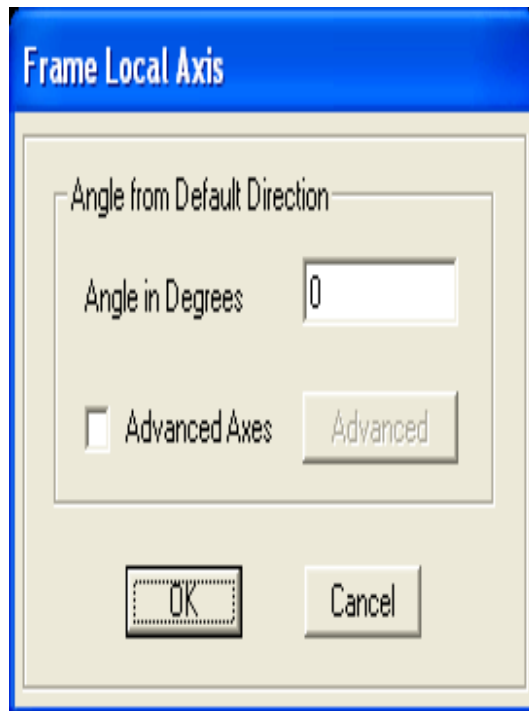 Frame Local Axis
Angle from Default Direction
Angle in Degrees 0
Advanced Axes Advanced
OK Cancel